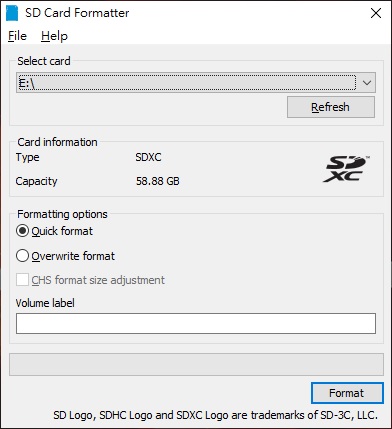 SD Card Formatter
File Help
Select card
E:\
Refresh
Card information
Type SDXC
Capacity 58.88 GB
SD
XC
Formatting options
Quick format
Overwrite format
CHS format size adjustment
Volume label
Format
SD Logo, SDHC Logo and SDXC Logo are trademarks of SD-3C, LLC.